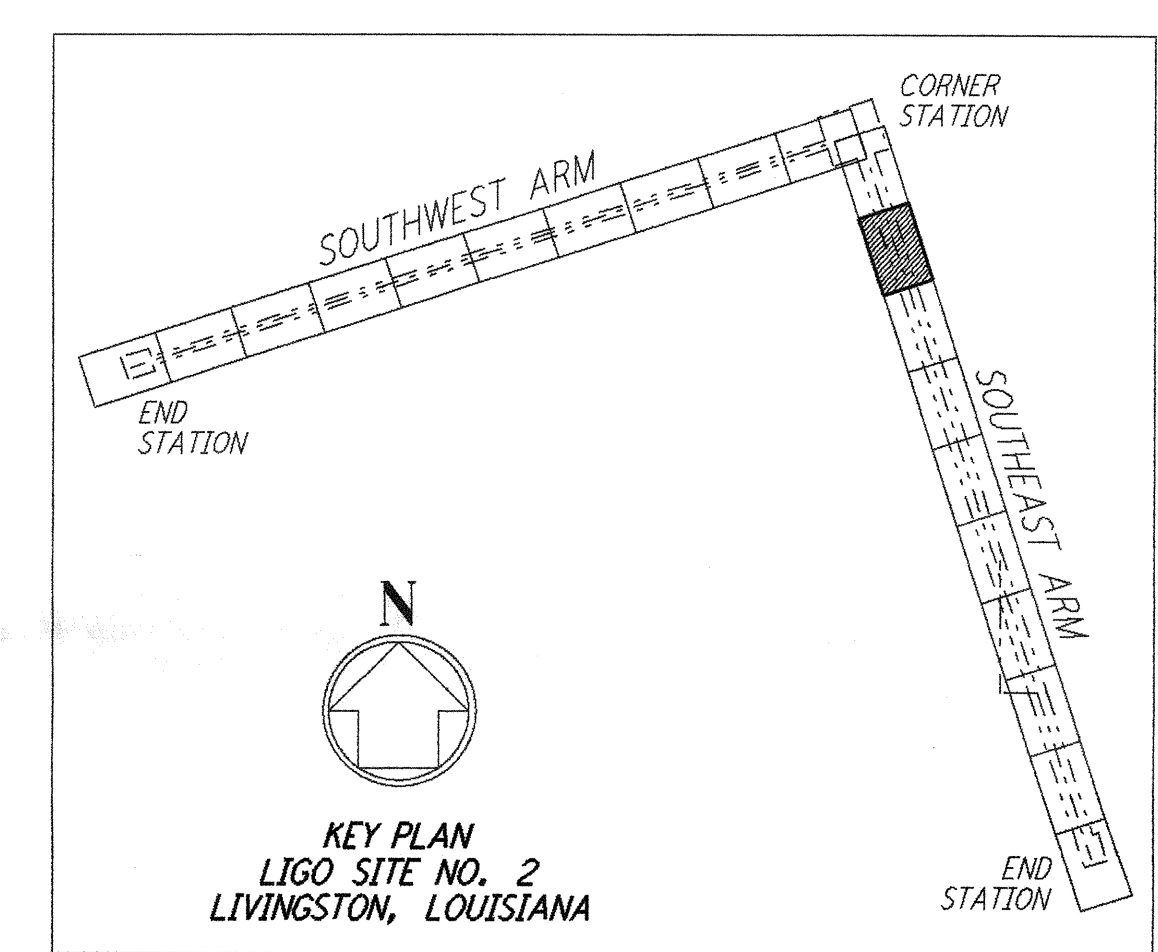 CORNER
STATION
SOUTHWEST ARM
END
STATION
SOUTHEAST ARM
N
KEY PLAN
LIGO SITE NO. 2
LIVINGSTON, LOUISIANA
END
STATION